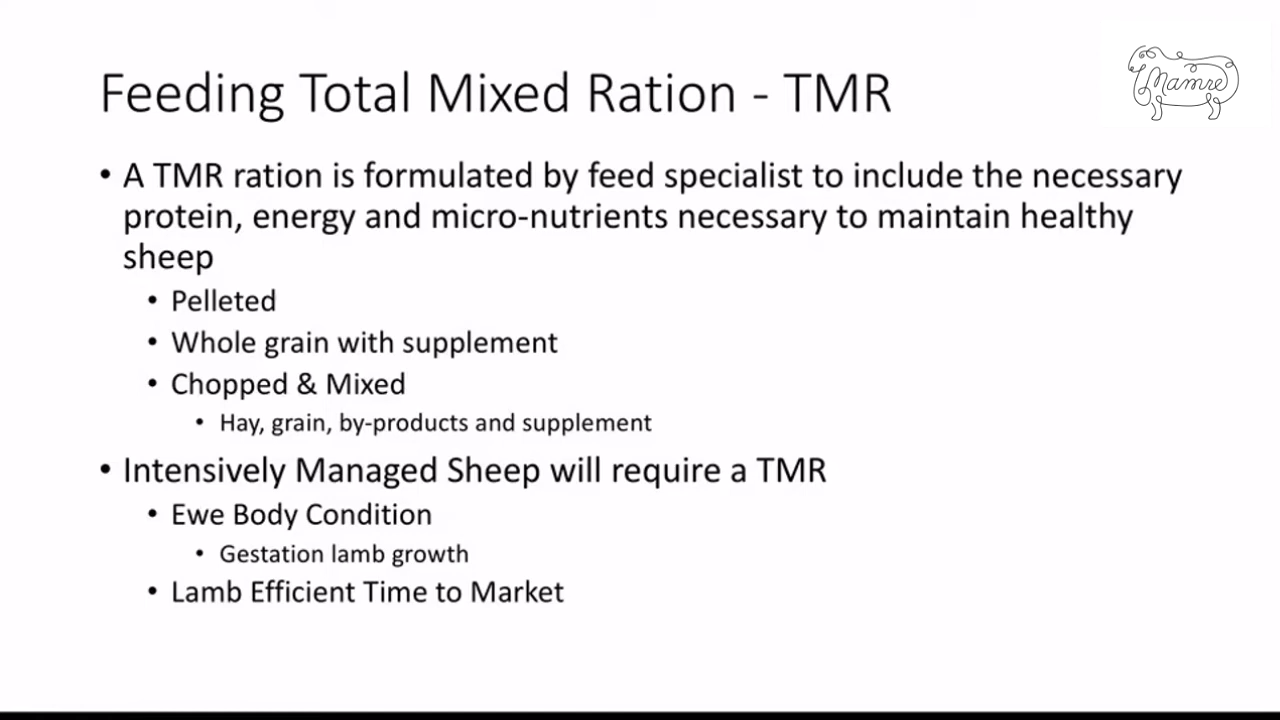 Feeding Total Mixed Ration - TMR
Mamre
• A TMR ration is formulated by feed specialist to include the necessary
protein, energy and micro-nutrients necessary to maintain healthy
sheep
• Pelleted
• Whole grain with supplement
• Chopped & Mixed
• Hay, grain, by-products and supplement
• Intensively Managed Sheep will require a TMR
• Ewe Body Condition
• Gestation lamb growth
• Lamb Efficient Time to Market